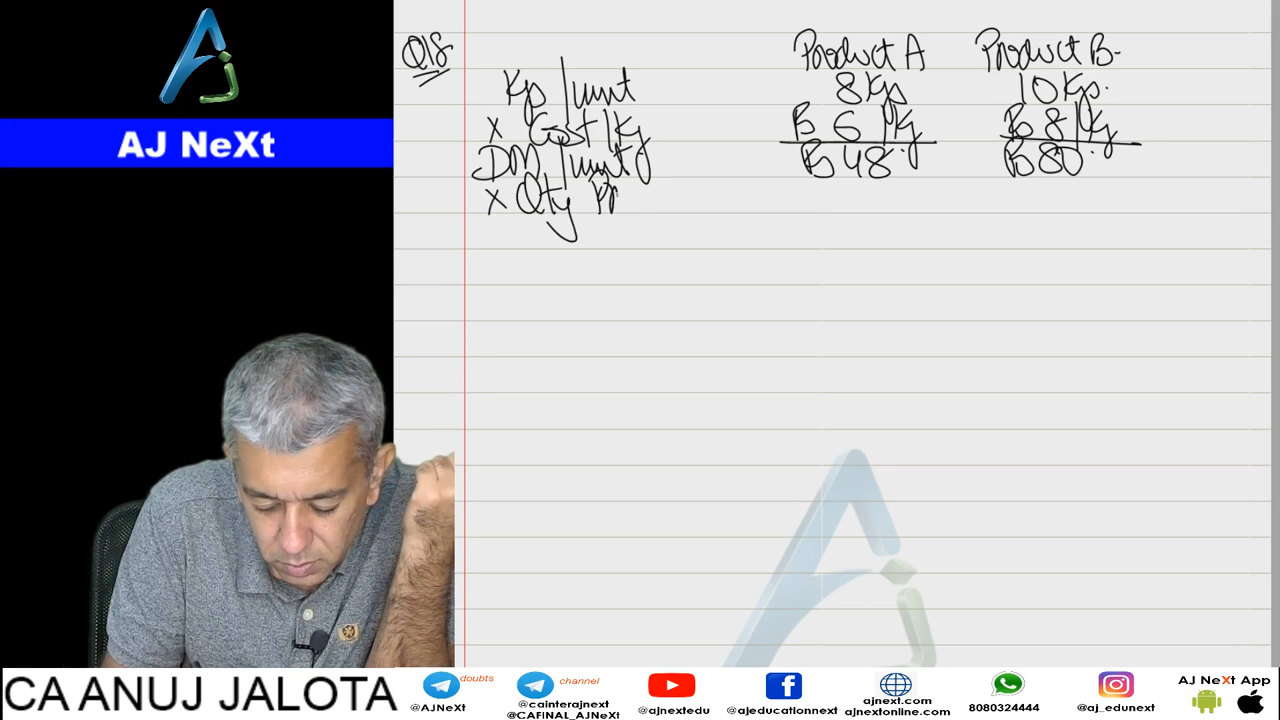 AJ NeXt
Q18
Product A Product B
Kg/unit 8 Kgs 10 Kgs.
x Cost/Kg 6/Kg 8/Kg
DM/unit 48 80
x Qty Pr
CA ANUJ JALOTA
doubts
@AJNeXt
channel
@cainterajnext
@CAFINAL_AJNeXt
@ajnextedu
@ajeducationnext
ajnext.com
ajnextonline.com
8080324444
@aj_edunext
AJ NeXt App